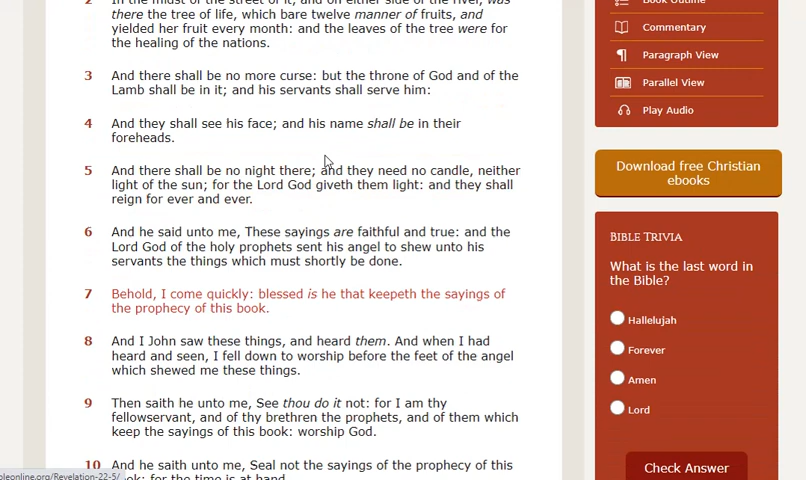 2 In the midst of the street of it, and on either side of the river, was
there the tree of life, which bare twelve manner of fruits, and
yielded her fruit every month: and the leaves of the tree were for
the healing of the nations.
3 And there shall be no more curse: but the throne of God and of the
Lamb shall be in it; and his servants shall serve him:
4 And they shall see his face; and his name shall be in their
foreheads.
5 And there shall be no night there; and they need no candle, neither
light of the sun; for the Lord God giveth them light: and they shall
reign for ever and ever.
6 And he said unto me, These sayings are faithful and true: and the
Lord God of the holy prophets sent his angel to shew unto his
servants the things which must shortly be done.
7 Behold, I come quickly: blessed is he that keepeth the sayings of
the prophecy of this book.
8 And I John saw these things, and heard them. And when I had
heard and seen, I fell down to worship before the feet of the angel
which shewed me these things.
9 Then saith he unto me, See thou do it not: for I am thy
fellowservant, and of thy brethren the prophets, and of them which
keep the sayings of this book: worship God.
10 And he saith unto me, Seal not the sayings of the prophecy of this
book: for the time is at hand.
bleonline.org/Revelation-22-5/
Book Outline
Commentary
¶ Paragraph View
Parallel View
Play Audio
Download free Christian
ebooks
BIBLE TRIVIA
What is the last word in
the Bible?
Hallelujah
Forever
Amen
Lord
Check Answer